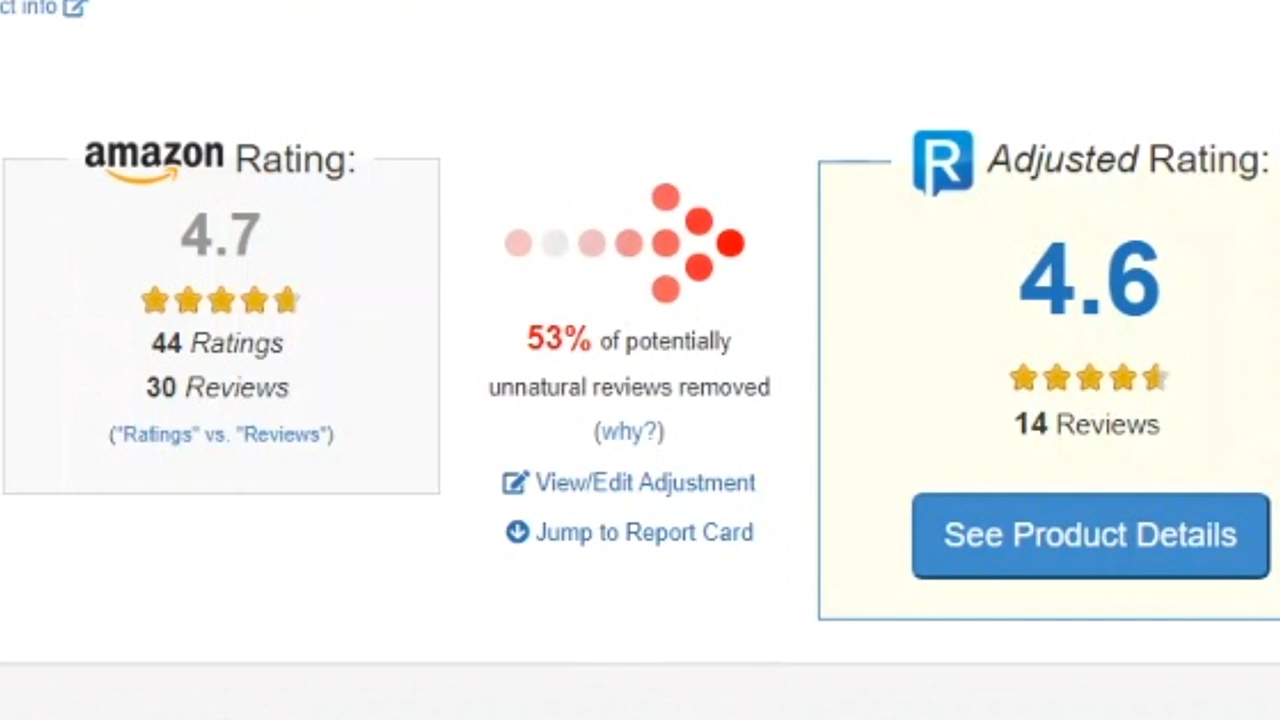 ct info
amazon Rating:
4.7
44 Ratings
30 Reviews
("Ratings" vs. "Reviews")
53% of potentially
unnatural reviews removed
(why?)
View/Edit Adjustment
Jump to Report Card
R Adjusted Rating:
4.6
14 Reviews
See Product Details